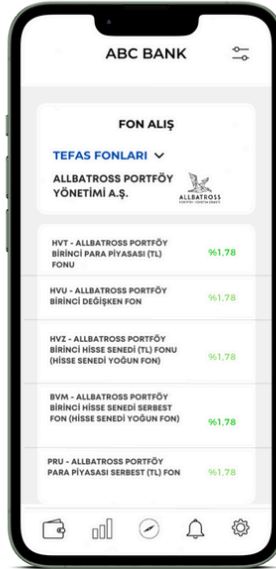 ABC BANK
FON ALIŞ
TEFAS FONLARI
ALLBATROSS PORTFÖY
YÖNETİMİ A.Ş.
ALLBATROSS
HVT - ALLBATROSS PORTFÖY
BİRİNCİ PARA PİYASASI (TL)
FONU
%1,78
HVU - ALLBATROSS PORTFÖY
BİRİNCİ DEĞİŞKEN FON
%1,78
HVZ - ALLBATROSS PORTFÖY
BİRİNCİ HİSSE SENEDİ (TL) FONU
(HİSSE SENEDİ YOĞUN FON)
%1,78
BVM - ALLBATROSS PORTFÖY
BİRİNCİ HİSSE SENEDİ SERBEST
FON (HİSSE SENEDİ YOĞUN FON)
%1,78
PRU - ALLBATROSS PORTFÖY
PARA PİYASASI SERBEST (TL) FON
%1,78